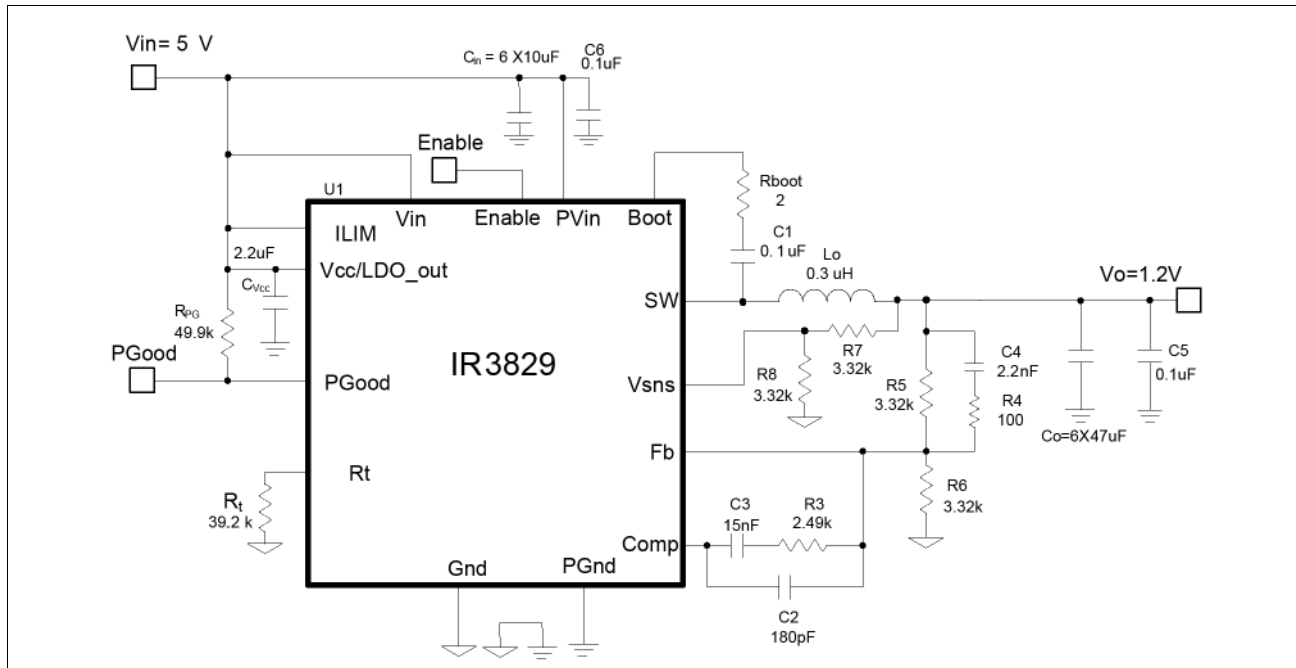 Vin= 5 V
Cin = 6 X10uF
C6
0.1uF
Enable
U1
Vin
Enable
PVin
Boot
Rboot
2
C1
0.1uF
ILIM
2.2uF
Vcc/LDO_out
CVcc
Lo
0.3 uH
Vo=1.2V
SW
RPG
49.9k
PGood
PGood
IR3829
R7
3.32k
R8
3.32k
Vsns
R5
3.32k
C4
2.2nF
R4
100
C5
0.1uF
Co=6X47uF
Fb
Rt
Rt
39.2 k
R6
3.32k
C3
15nF
R3
2.49k
Comp
Gnd
PGnd
C2
180pF